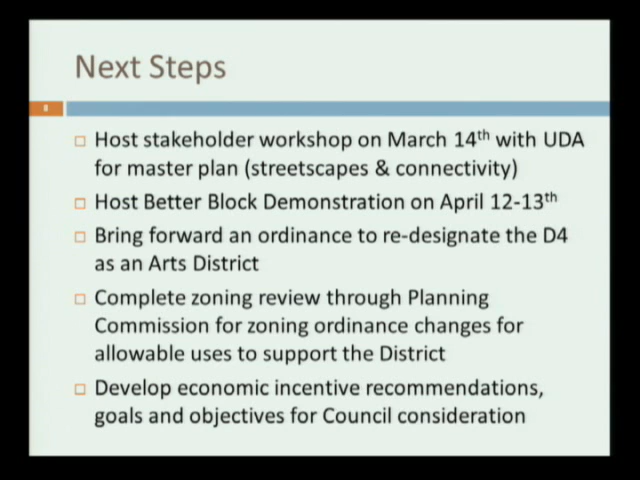 Next Steps
8
Host stakeholder workshop on March 14th with UDA
for master plan (streetscapes & connectivity)
Host Better Block Demonstration on April 12-13th
Bring forward an ordinance to re-designate the D4
as an Arts District
Complete zoning review through Planning
Commission for zoning ordinance changes for
allowable uses to support the District
Develop economic incentive recommendations,
goals and objectives for Council consideration